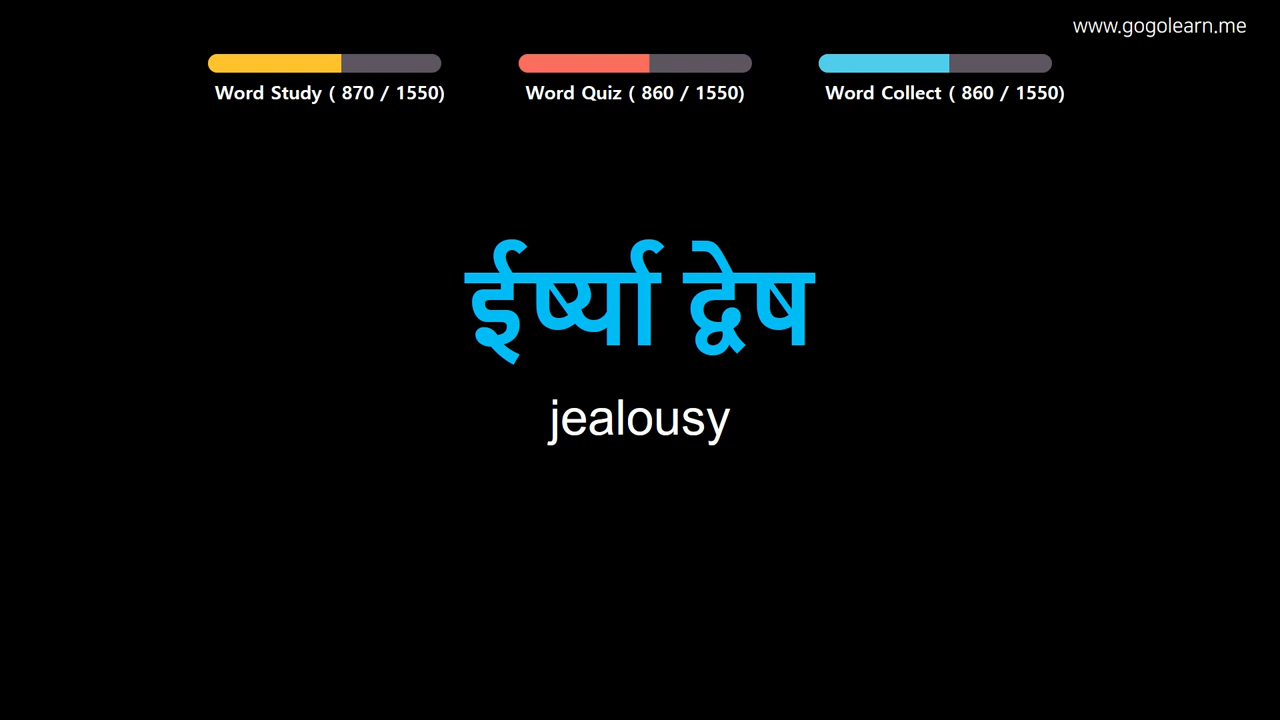 www.gogolearn.me
Word Study ( 870 / 1550)
Word Quiz ( 860 / 1550)
Word Collect ( 860 / 1550)
ईर्ष्या द्वेष
jealousy